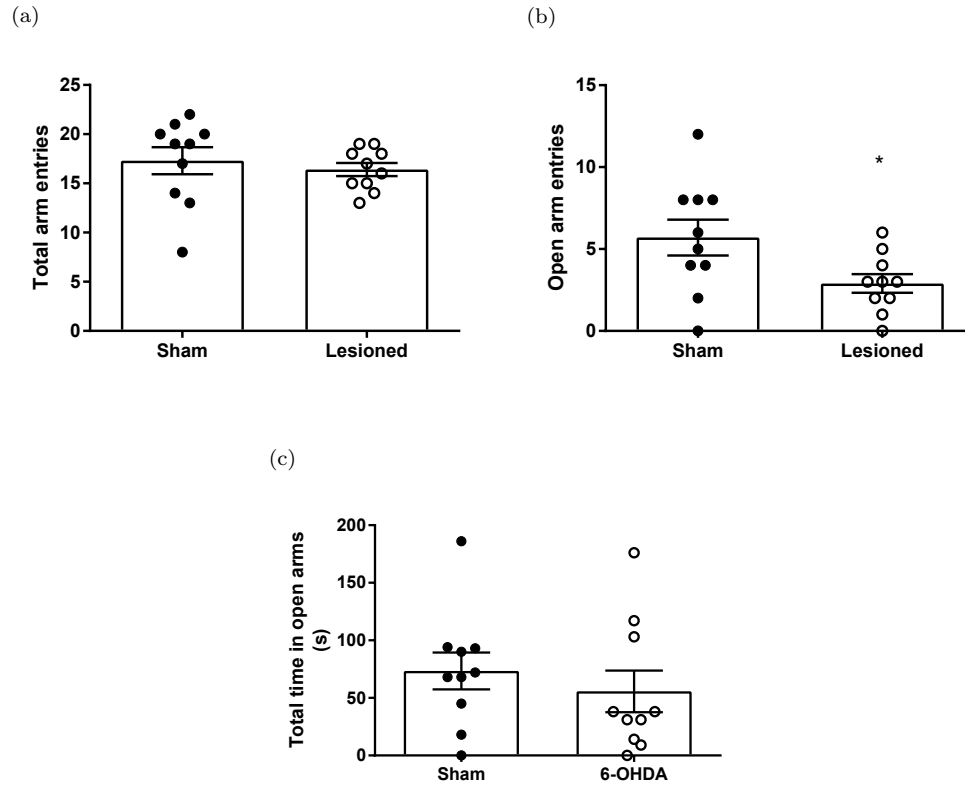 (a)
Total arm entries
25
20
15
10
5
0
Sham Lesioned
(b)
Open arm entries
15
10
5
0
*
Sham Lesioned
(c)
Total time in open arms
(s)
200
150
100
50
0
Sham 6-OHDA